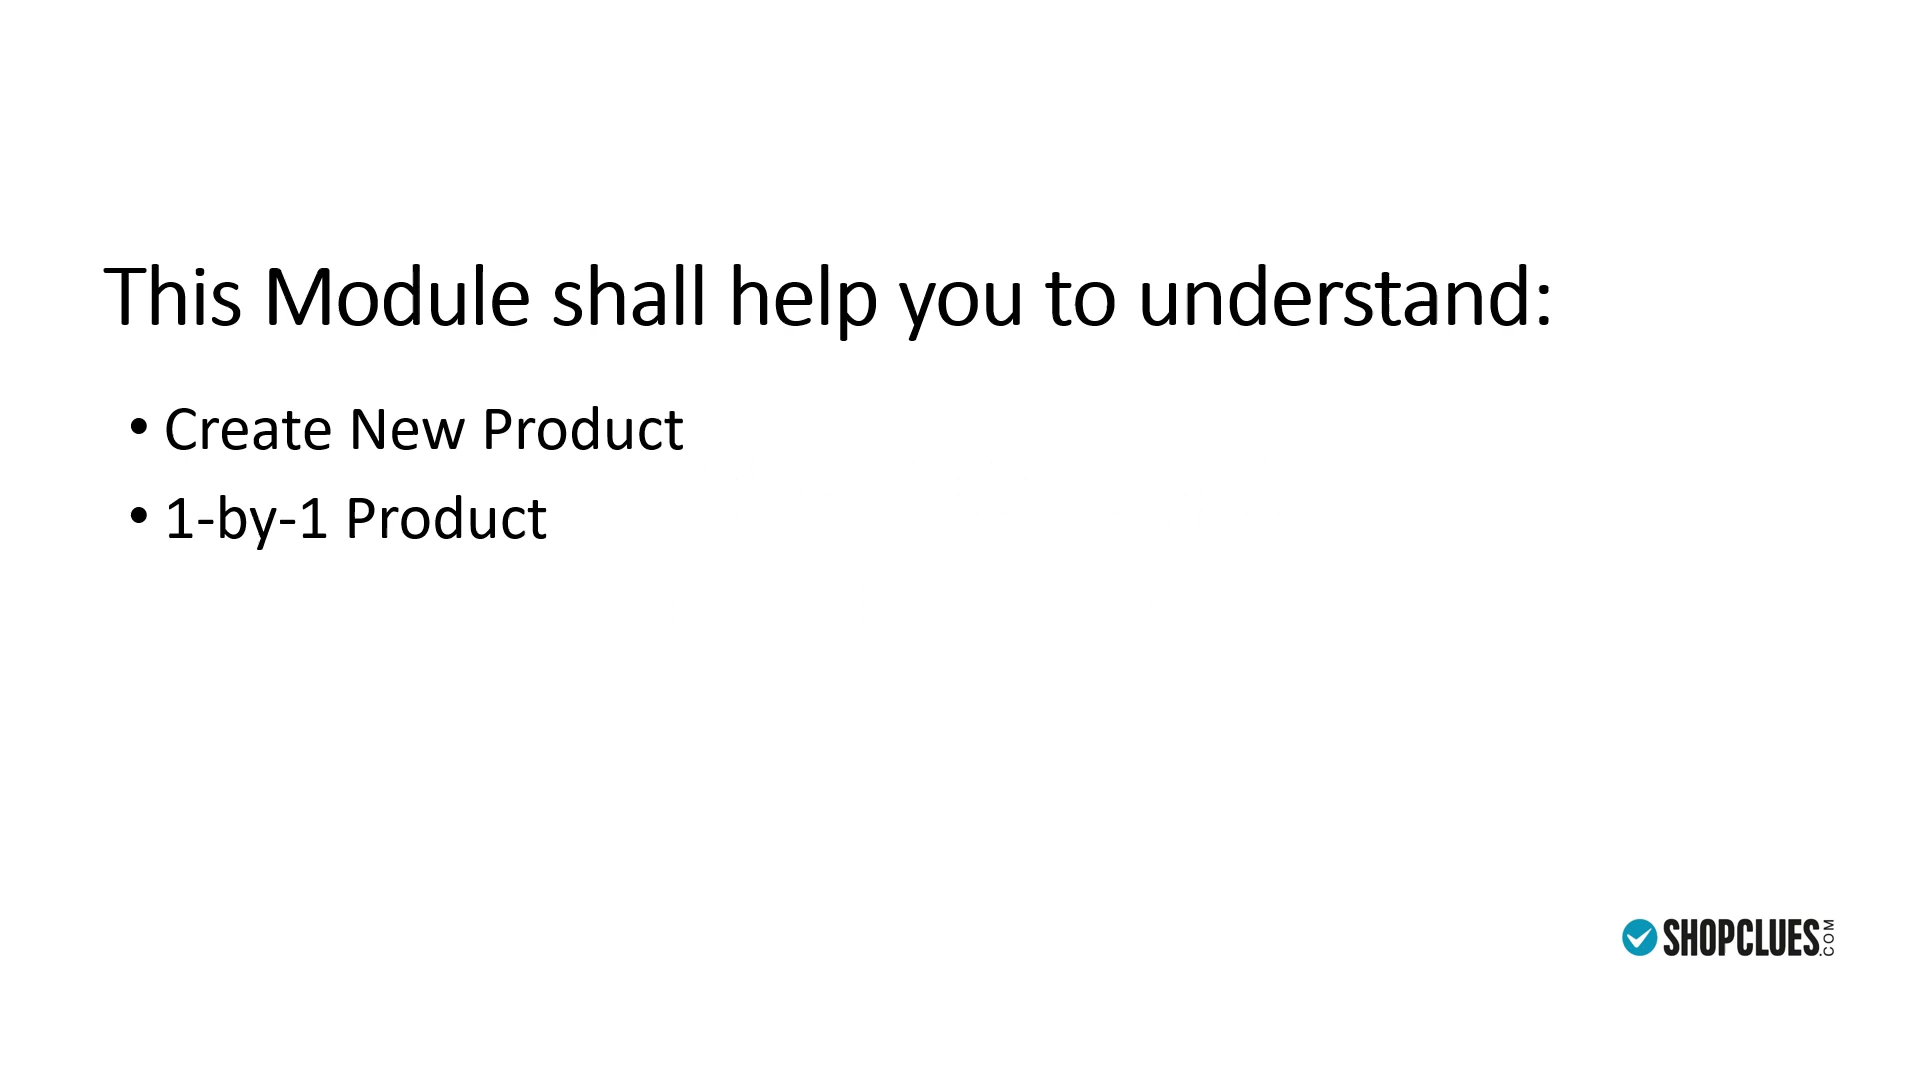 This Module shall help you to understand:
• Create New Product
• 1-by-1 Product
SHOPCLUES.COM